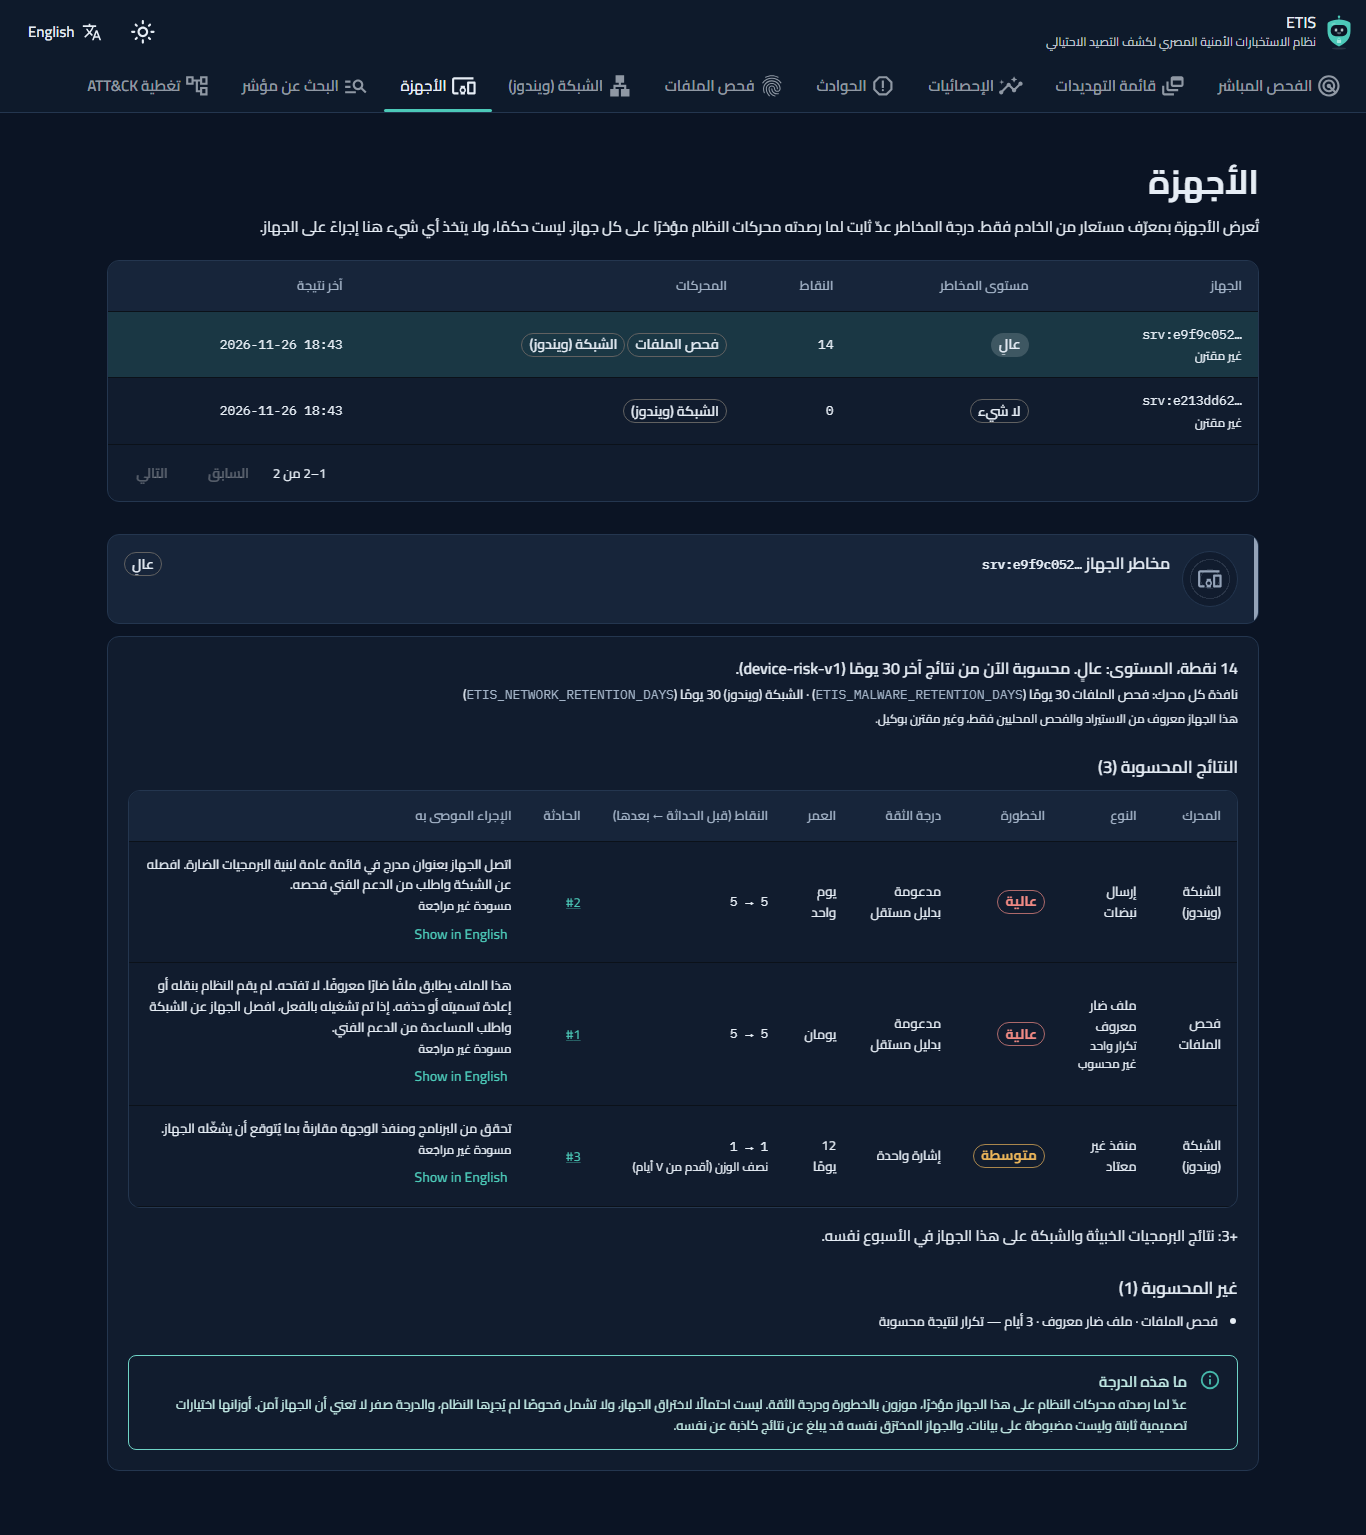 ETIS
نظام الاستخبارات الأمنية المصري لكشف التصيد الاحتيالي
English
الفحص المباشر
قائمة التهديدات
الإحصائيات
الحوادث
فحص الملفات
الشبكة (ويندوز)
الأجهزة
البحث عن مؤشر
تغطية ATT&CK
الأجهزة
تُعرض الأجهزة بمعرّف مستعار من الخادم فقط. درجة المخاطر عدّ ثابت لما رصدته محركات النظام مؤخرًا على كل جهاز. ليست حكمًا، ولا يتخذ أي شيء هنا إجراءً على الجهاز.
الجهاز مستوى المخاطر النقاط المحركات آخر نتيجة
srv:e9f9c052… عالٍ 14 فحص الملفات الشبكة (ويندوز) 2026-11-26 18:43
غير مقترن
srv:e213dd62… لا شيء 0 الشبكة (ويندوز) 2026-11-26 18:43
غير مقترن
1–2 من 2 السابق التالي
مخاطر الجهاز srv:e9f9c052… عالٍ
14 نقطة، المستوى: عالٍ. محسوبة الآن من نتائج آخر 30 يومًا (device-risk-v1).
نافذة كل محرك: فحص الملفات 30 يومًا (ETIS_MALWARE_RETENTION_DAYS) · الشبكة (ويندوز) 30 يومًا (ETIS_NETWORK_RETENTION_DAYS)
هذا الجهاز معروف من الاستيراد والفحص المحليين فقط، وغير مقترن بوكيل.
النتائج المحسوبة (3)
المحرك النوع الخطورة درجة الثقة العمر النقاط (قبل الحداثة ← بعدها) الحادثة الإجراء الموصى به
الشبكة (ويندوز) إرسال نبضات عالية مدعومة بدليل مستقل يوم واحد 5 → 5 #2 اتصل الجهاز بعنوان مدرج في قائمة عامة لبنية البرمجيات الضارة. افصله
عن الشبكة واطلب من الدعم الفني فحصه.
مسودة غير مراجَعة
Show in English
فحص الملفات ملف ضار معروف تكرار واحد غير محسوب عالية مدعومة بدليل مستقل يومان 5 → 5 #1 هذا الملف يطابق ملفًا ضارًا معروفًا. لا تفتحه. لم يقم النظام بنقله أو
إعادة تسميته أو حذفه. إذا تم تشغيله بالفعل، افصل الجهاز عن الشبكة
واطلب المساعدة من الدعم الفني.
مسودة غير مراجَعة
Show in English
الشبكة (ويندوز) منفذ غير معتاد متوسطة إشارة واحدة 12 يومًا 1 → 1 نصف الوزن (أقدم من ٧ أيام) #3 تحقق من البرنامج ومنفذ الوجهة مقارنةً بما يُتوقع أن يشغّله الجهاز.
مسودة غير مراجَعة
Show in English
+3: نتائج البرمجيات الخبيثة والشبكة على هذا الجهاز في الأسبوع نفسه.
غير المحسوبة (1)
• فحص الملفات · ملف ضار معروف · 3 أيام — تكرار لنتيجة محسوبة
ما هذه الدرجة
عدّ لما رصدته محركات النظام على هذا الجهاز مؤخرًا، موزون بالخطورة ودرجة الثقة. ليست احتمالًا لاختراق الجهاز، ولا تشمل فحوصًا لم يُجرِها النظام، والدرجة صفر لا تعني أن الجهاز آمن. أوزانها اختيارات
تصميمية ثابتة وليست مضبوطة على بيانات. والجهاز المخترَق نفسه قد يبلغ عن نتائج كاذبة عن نفسه.